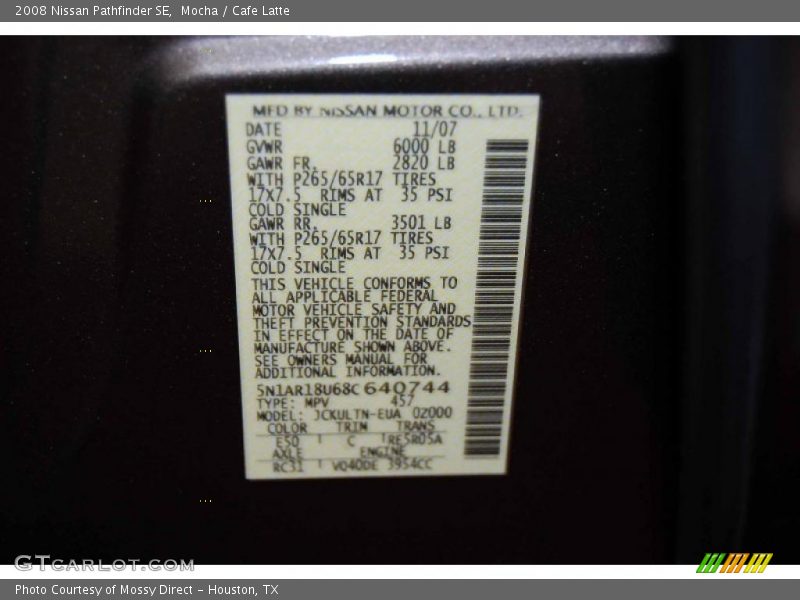 2008 Nissan Pathfinder SE,  Mocha / Cafe Latte
MFD BY NISSAN MOTOR CO., LTD.
DATE 11/07
GVWR 6000 LB
GAWR FR. 2820 LB
WITH P265/65R17 TIRES
17X7.5 RIMS AT 35 PSI
COLD SINGLE
GAWR RR. 3501 LB
WITH P265/65R17 TIRES
17X7.5 RIMS AT 35 PSI
COLD SINGLE
THIS VEHICLE CONFORMS TO
ALL APPLICABLE FEDERAL
MOTOR VEHICLE SAFETY AND
THEFT PREVENTION STANDARDS
IN EFFECT ON THE DATE OF
MANUFACTURE SHOWN ABOVE.
SEE OWNERS MANUAL FOR
ADDITIONAL INFORMATION.
5N1AR18U68C640744
TYPE: MPV 457
MODEL: JCKULTN-EUA 02000
COLOR TRIM TRANS
E50 C RE5R05A
AXLE ENGINE
RC31 VQ40DE 3954CC
GTCARLOT.COM
Photo Courtesy of Mossy Direct - Houston, TX